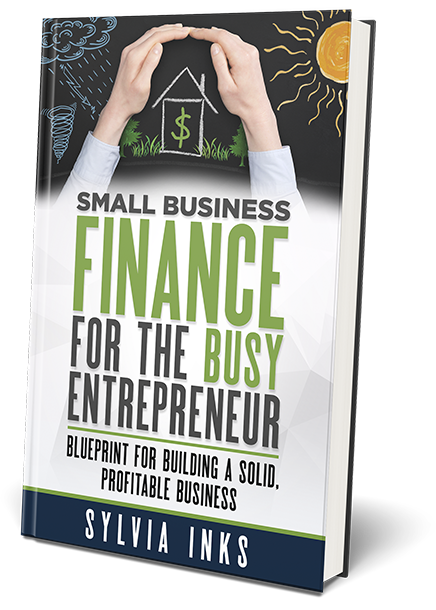 SMALL BUSINESS
FINANCE
FOR THE BUSY
ENTREPRENEUR
BLUEPRINT FOR BUILDING A SOLID,
PROFITABLE BUSINESS
SYLVIA INKS
$